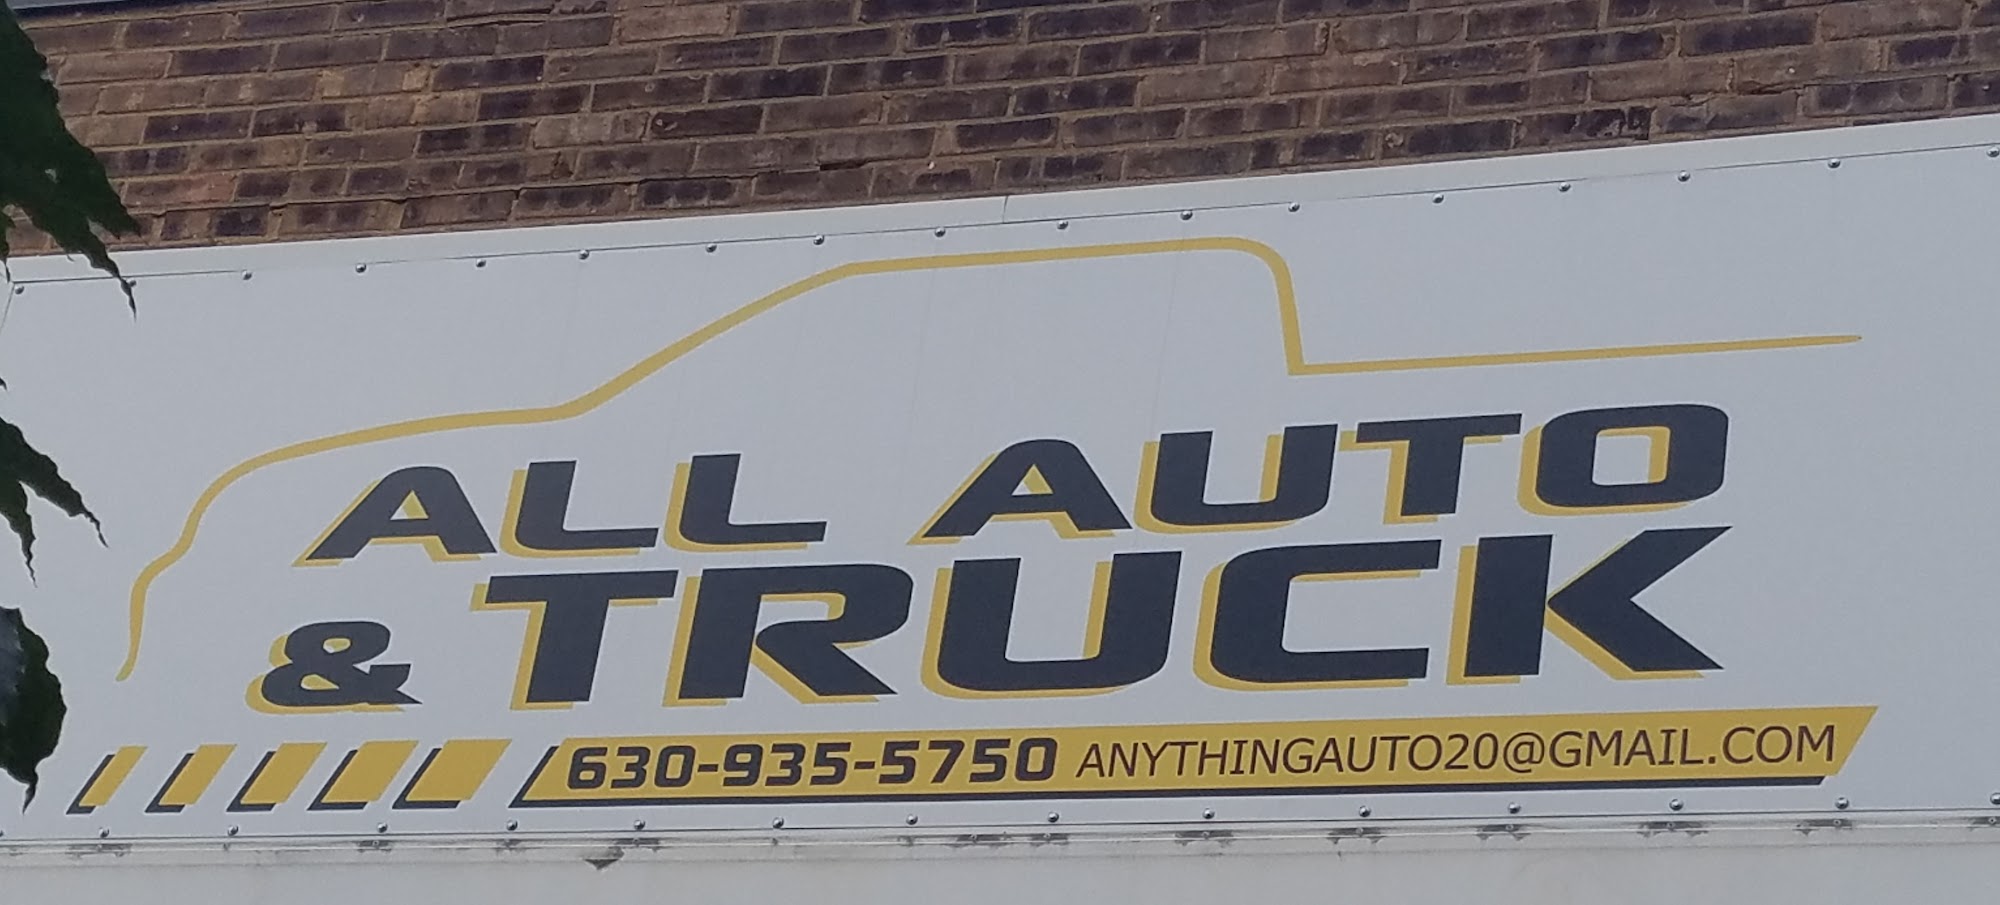 ALL AUTO
& TRUCK
630-935-5750 ANYTHINGAUTO20@GMAIL.COM